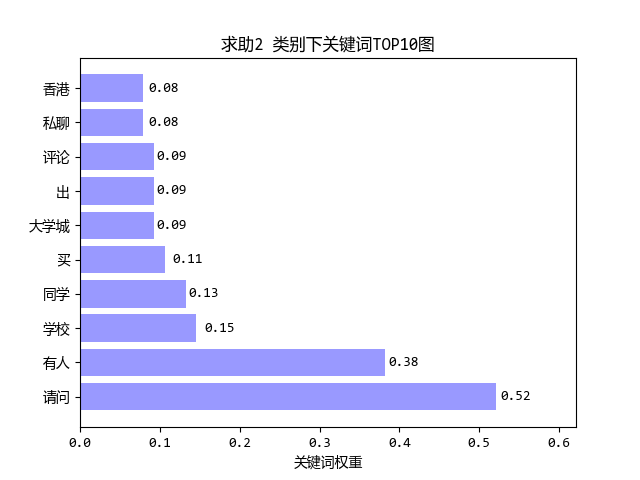 求助2 类别下关键词TOP10图
香港 0.08
私聊 0.08
评论 0.09
出 0.09
大学城 0.09
买 0.11
同学 0.13
学校 0.15
有人 0.38
请问 0.52
0.0 0.1 0.2 0.3 0.4 0.5 0.6
关键词权重